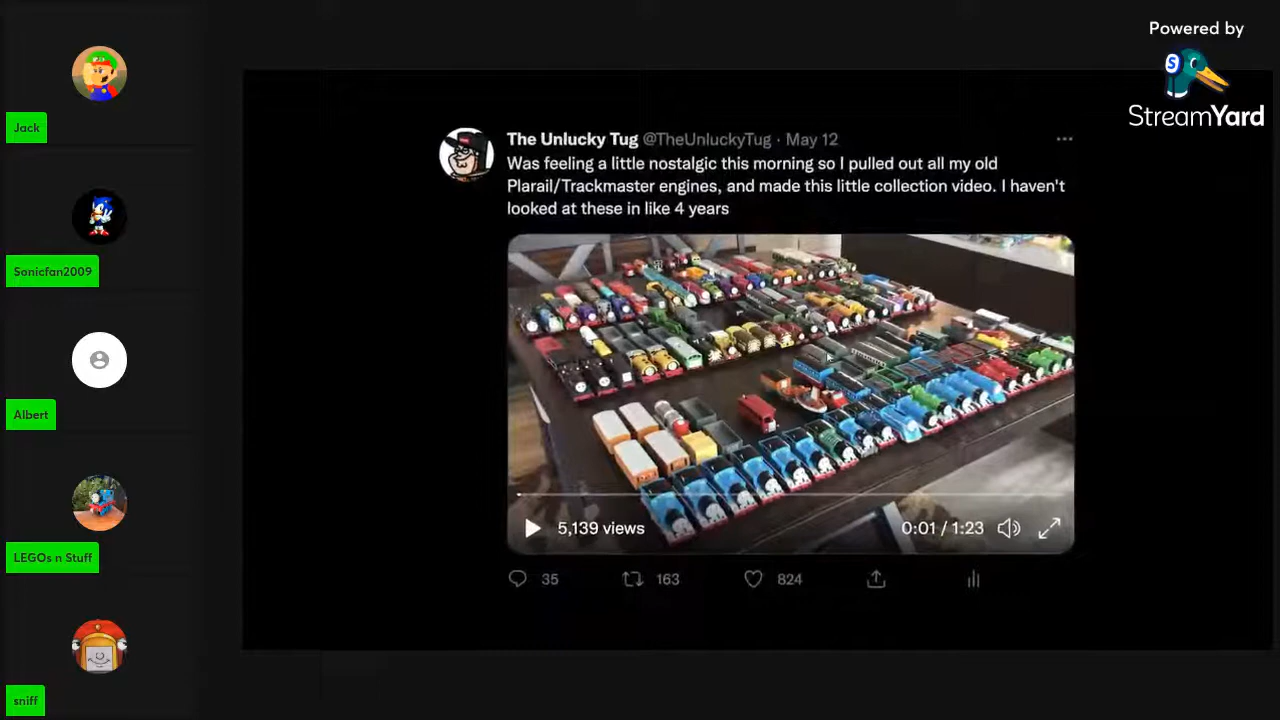 Powered by
StreamYard
Jack
Sonicfan2009
Albert
LEGOs n Stuff
sniff
The Unlucky Tug @TheUnluckyTug · May 12
Was feeling a little nostalgic this morning so I pulled out all my old
Plarail/Trackmaster engines, and made this little collection video. I haven't
looked at these in like 4 years
5,139 views
0:01 / 1:23
35
163
824